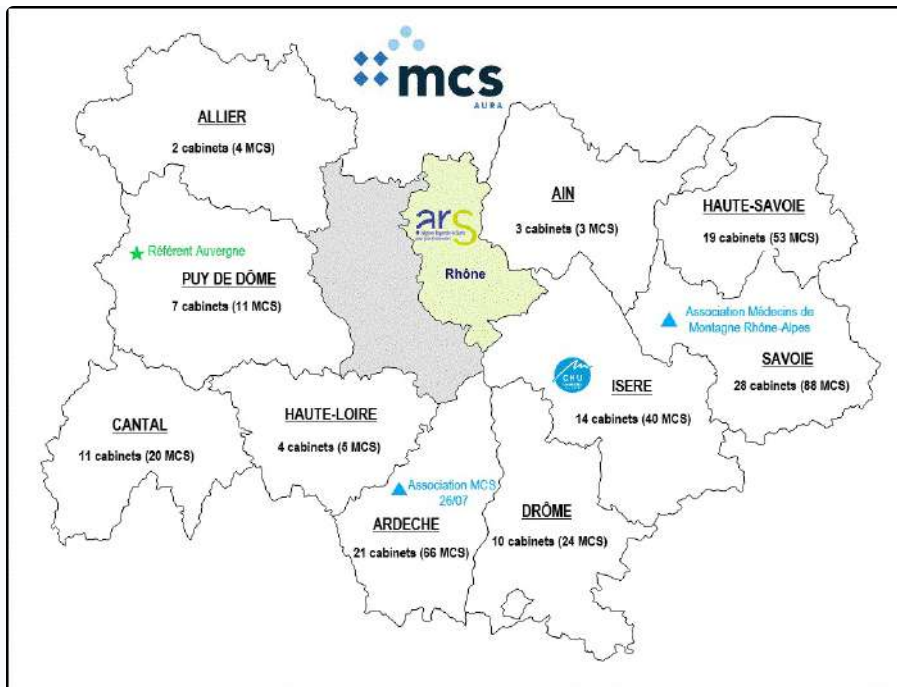 mcs
AURA
ALLIER
2 cabinets (4 MCS)
AIN
3 cabinets (3 MCS)
HAUTE-SAVOIE
19 cabinets (53 MCS)
ars
Rhône
Référent Auvergne
PUY DE DÔME
7 cabinets (11 MCS)
Association Médecins de
Montagne Rhône-Alpes
SAVOIE
28 cabinets (88 MCS)
CHU
ISERE
14 cabinets (40 MCS)
CANTAL
11 cabinets (20 MCS)
HAUTE-LOIRE
4 cabinets (5 MCS)
Association MCS
26/07
ARDECHE
21 cabinets (66 MCS)
DRÔME
10 cabinets (24 MCS)